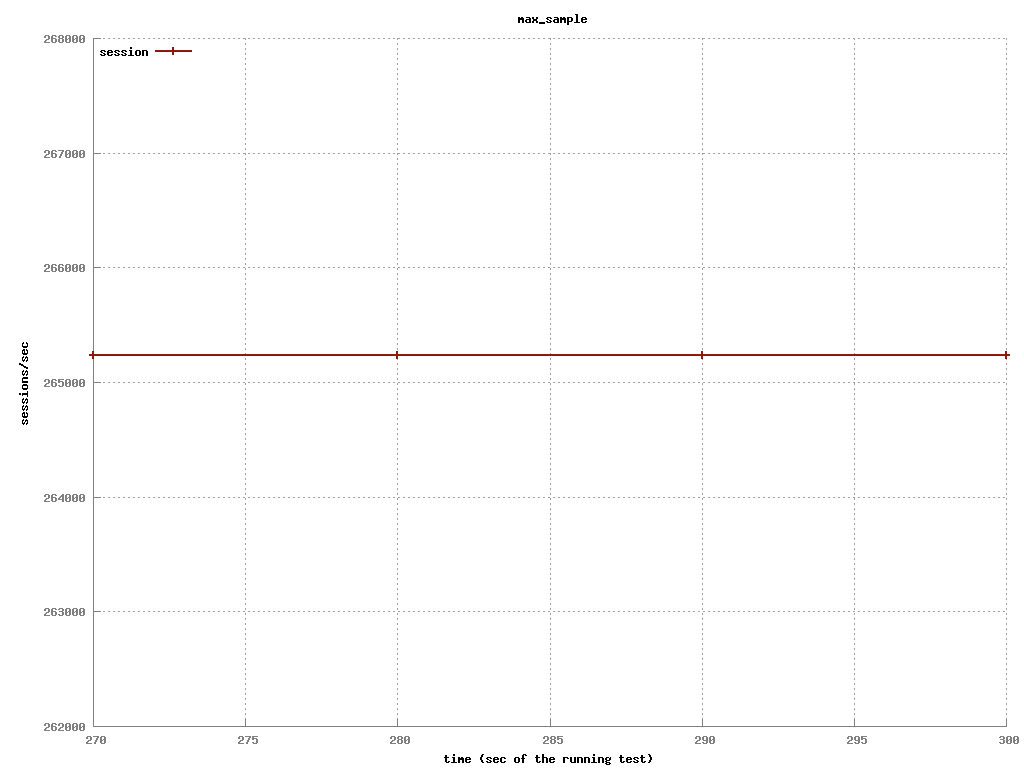 max_sample
268000
session
267000
266000
265000
264000
263000
262000
sessions/sec
270 275 280 285 290 295 300
time (sec of the running test)